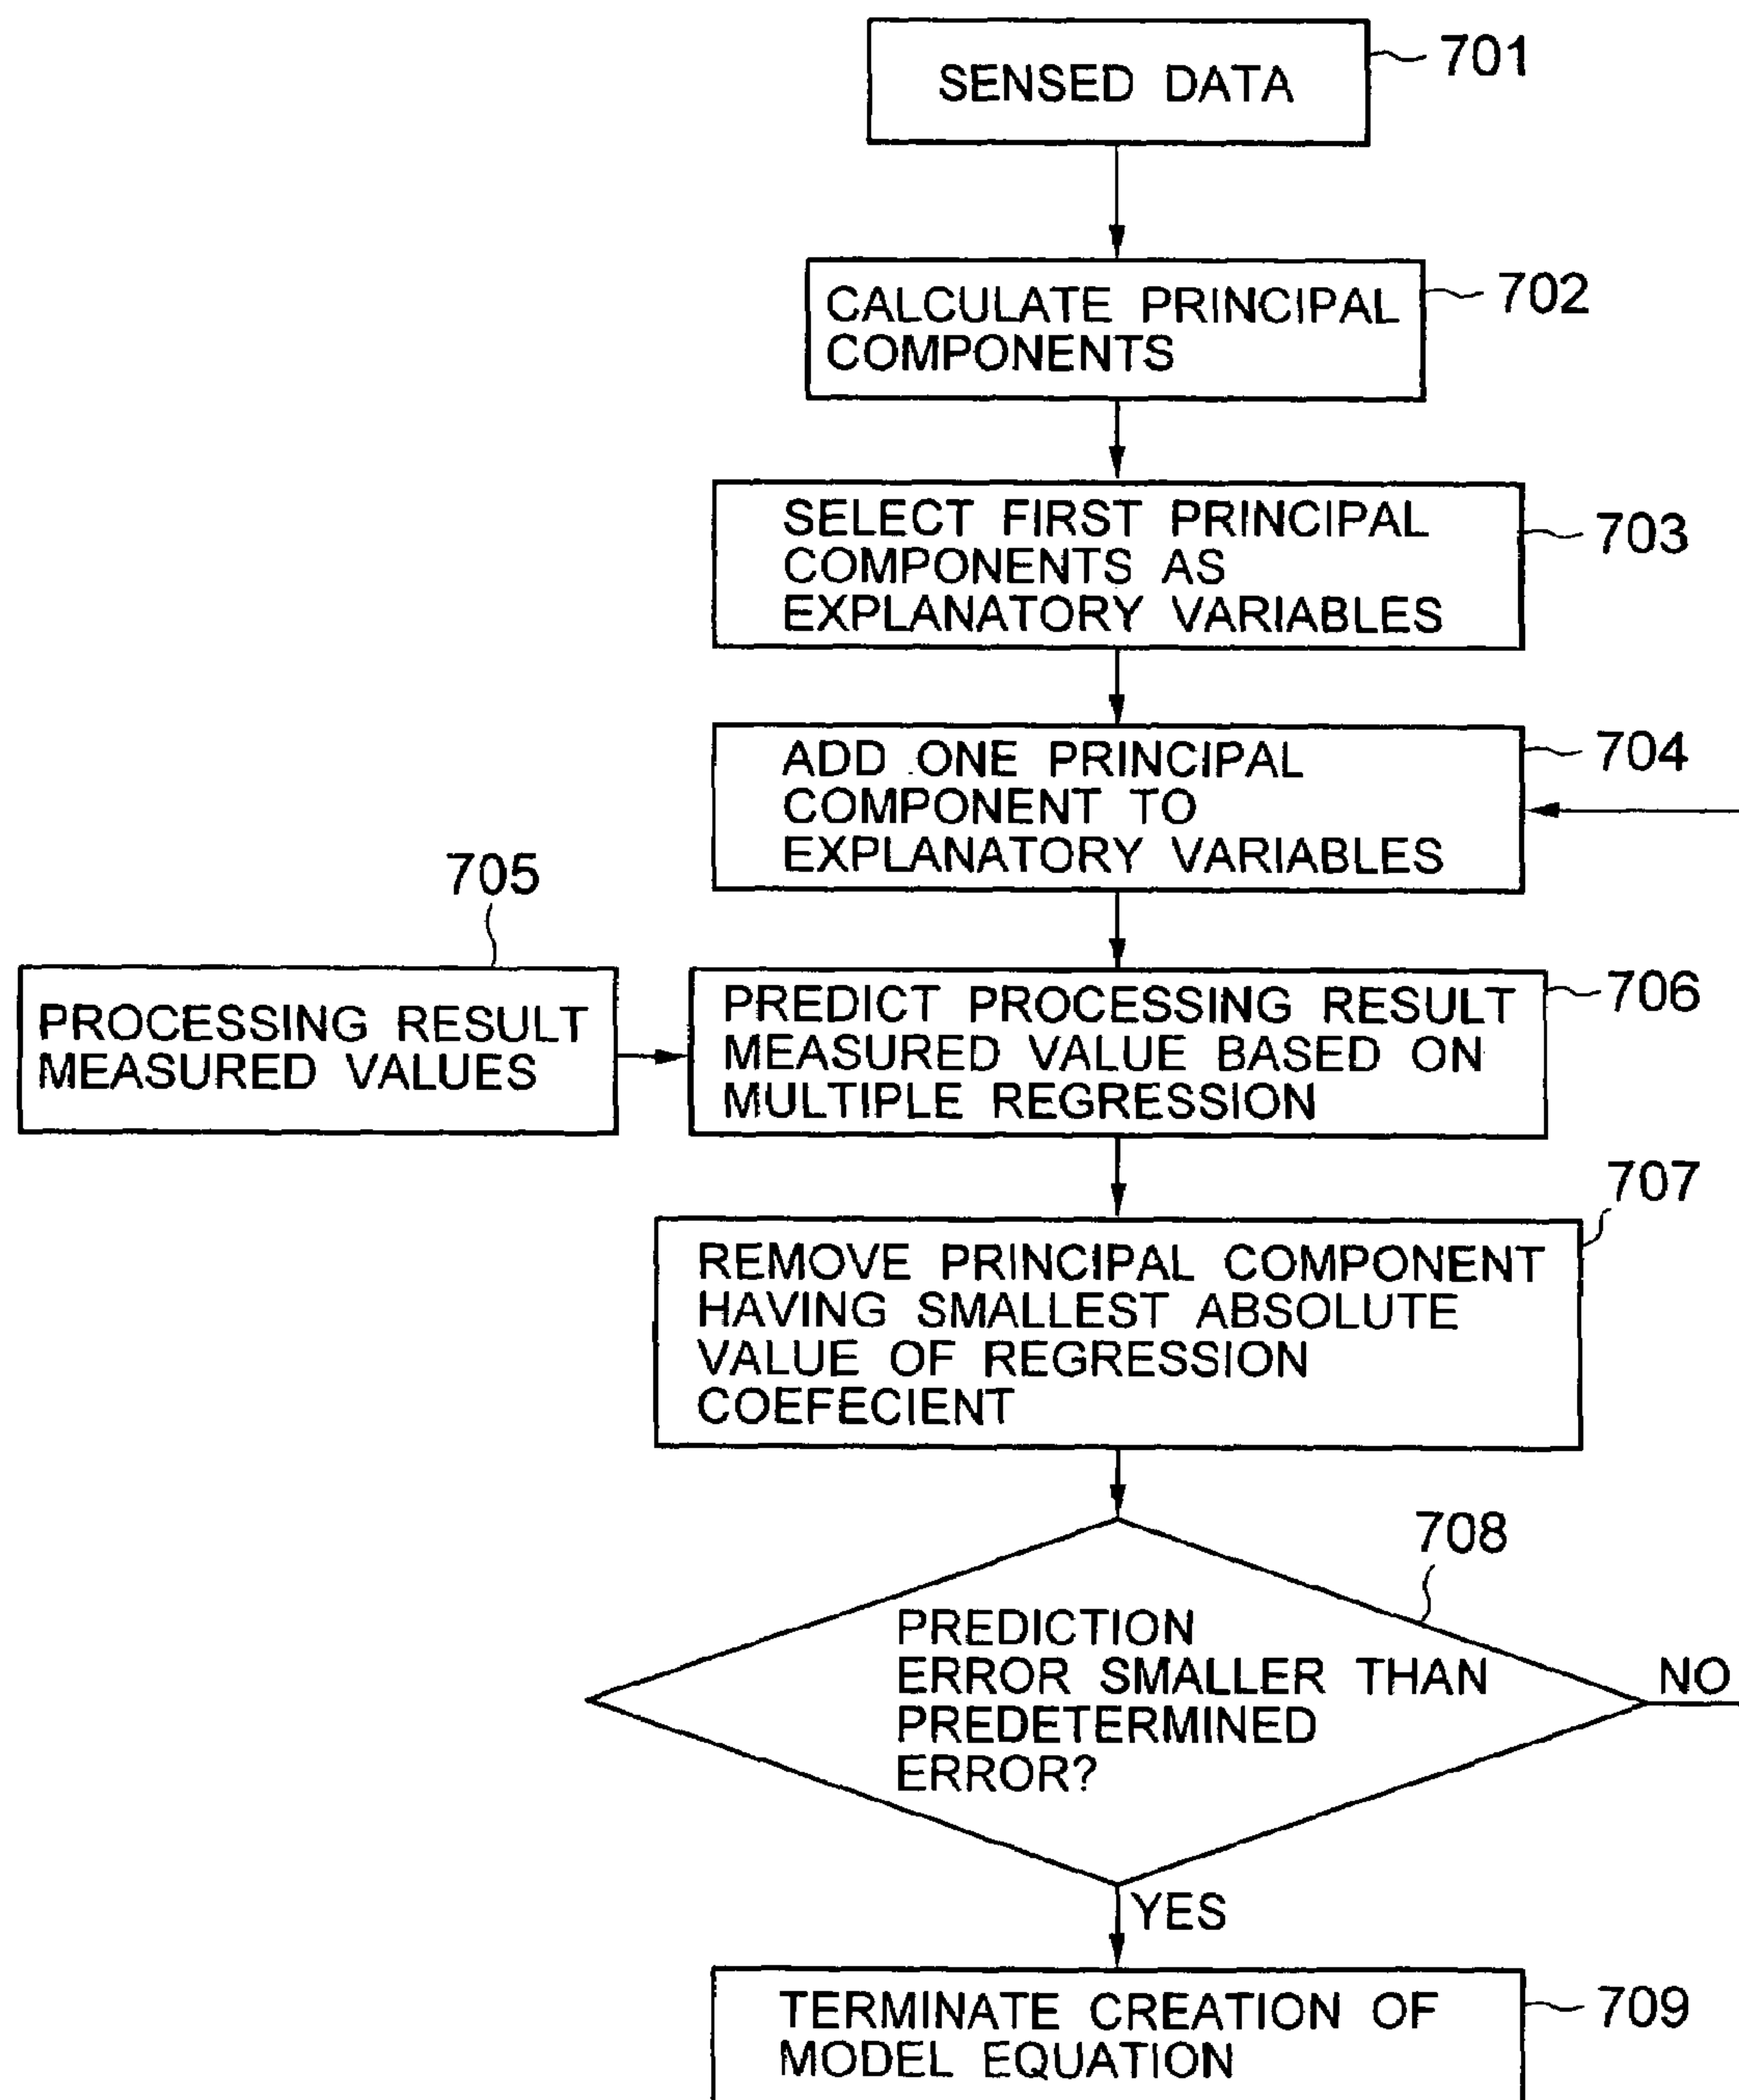 SENSED DATA
701
CALCULATE PRINCIPAL
COMPONENTS
702
SELECT FIRST PRINCIPAL
COMPONENTS AS
EXPLANATORY VARIABLES
703
ADD ONE PRINCIPAL
COMPONENT TO
EXPLANATORY VARIABLES
704
705
PROCESSING RESULT
MEASURED VALUES
PREDICT PROCESSING RESULT
MEASURED VALUE BASED ON
MULTIPLE REGRESSION
706
707
REMOVE PRINCIPAL COMPONENT
HAVING SMALLEST ABSOLUTE
VALUE OF REGRESSION
COEFECIENT
708
PREDICTION
ERROR SMALLER THAN
PREDETERMINED
ERROR?
NO
YES
TERMINATE CREATION OF
MODEL EQUATION
709